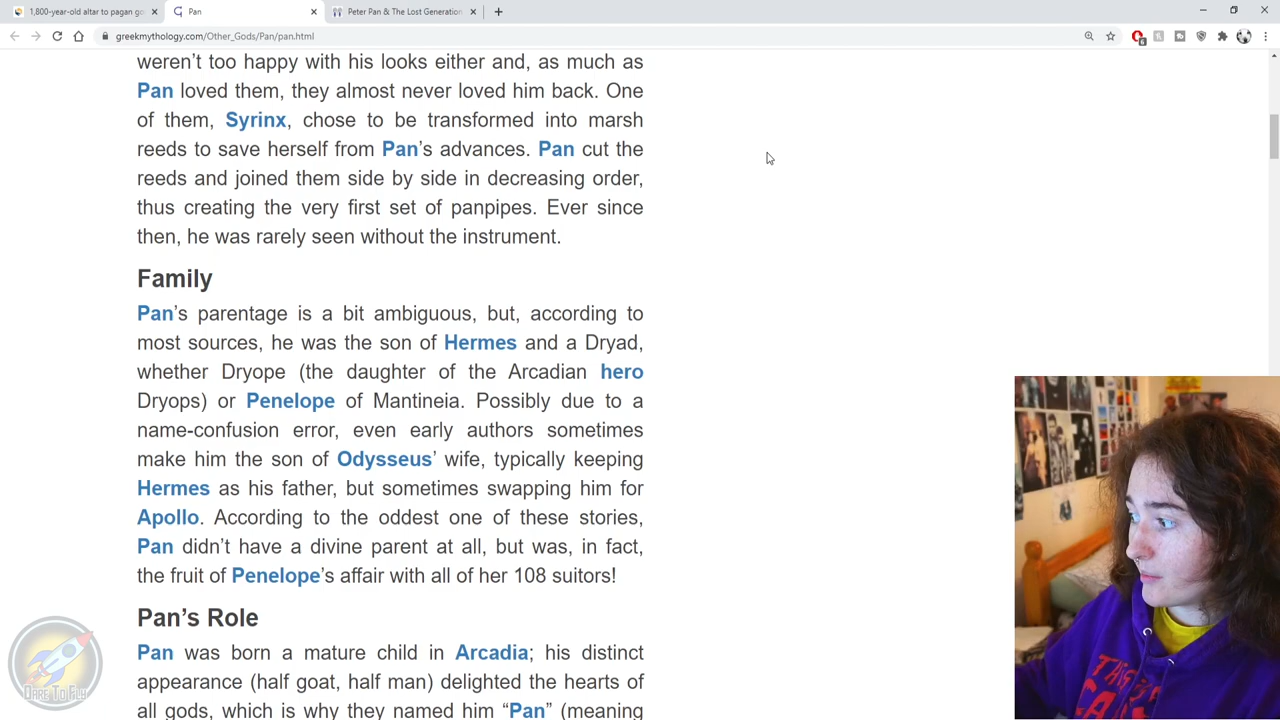 1,800-year-old altar to pagan go
Pan
Peter Pan & The Lost Generation
greekmythology.com/Other_Gods/Pan/pan.html
weren't too happy with his looks either and, as much as
Pan loved them, they almost never loved him back. One
of them, Syrinx, chose to be transformed into marsh
reeds to save herself from Pan's advances. Pan cut the
reeds and joined them side by side in decreasing order,
thus creating the very first set of panpipes. Ever since
then, he was rarely seen without the instrument.
Family
Pan's parentage is a bit ambiguous, but, according to
most sources, he was the son of Hermes and a Dryad,
whether Dryope (the daughter of the Arcadian hero
Dryops) or Penelope of Mantineia. Possibly due to a
name-confusion error, even early authors sometimes
make him the son of Odysseus' wife, typically keeping
Hermes as his father, but sometimes swapping him for
Apollo. According to the oddest one of these stories,
Pan didn't have a divine parent at all, but was, in fact,
the fruit of Penelope's affair with all of her 108 suitors!
Pan's Role
Pan was born a mature child in Arcadia; his distinct
appearance (half goat, half man) delighted the hearts of
all gods, which is why they named him “Pan” (meaning
DARE TO FLY